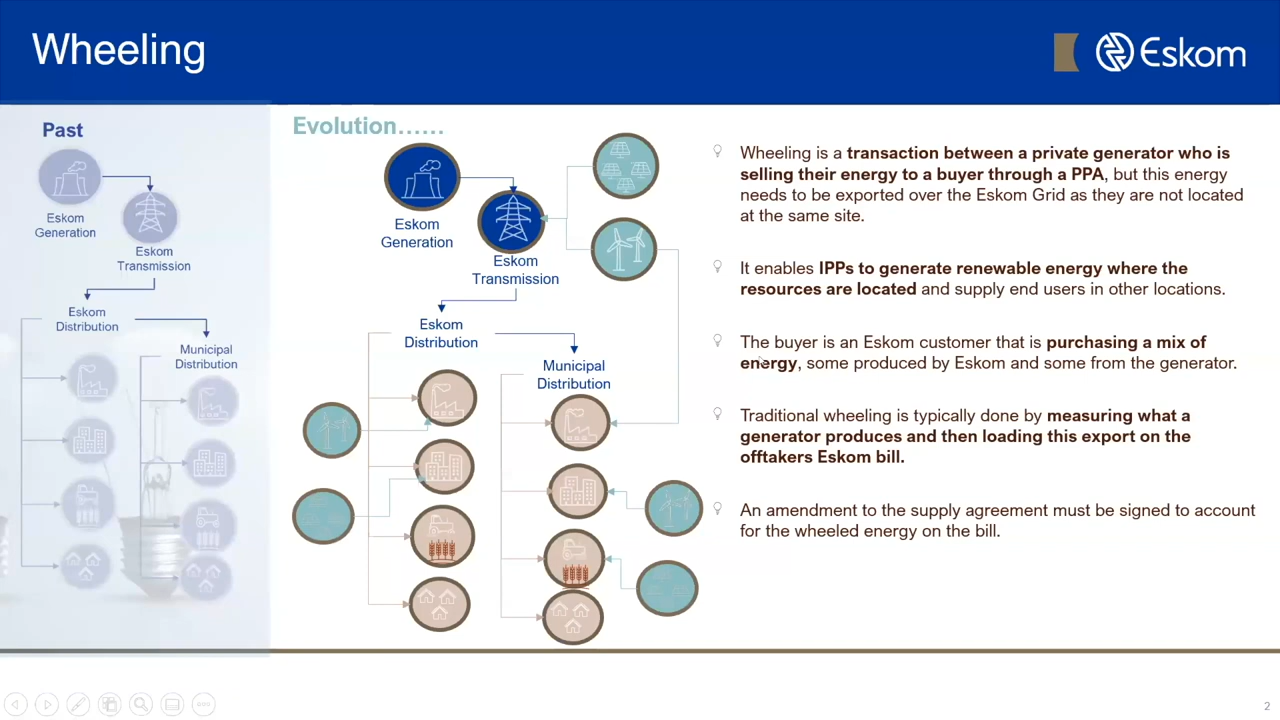 Wheeling
Eskom
Past
Eskom
Generation
Eskom
Transmission
Eskom
Distribution
Municipal
Distribution
Evolution......
Eskom
Generation
Eskom
Transmission
Eskom
Distribution
Municipal
Distribution
Wheeling is a transaction between a private generator who is
selling their energy to a buyer through a PPA, but this energy
needs to be exported over the Eskom Grid as they are not located
at the same site.
It enables IPPs to generate renewable energy where the
resources are located and supply end users in other locations.
The buyer is an Eskom customer that is purchasing a mix of
energy, some produced by Eskom and some from the generator.
Traditional wheeling is typically done by measuring what a
generator produces and then loading this export on the
offtakers Eskom bill.
An amendment to the supply agreement must be signed to account
for the wheeled energy on the bill.
2